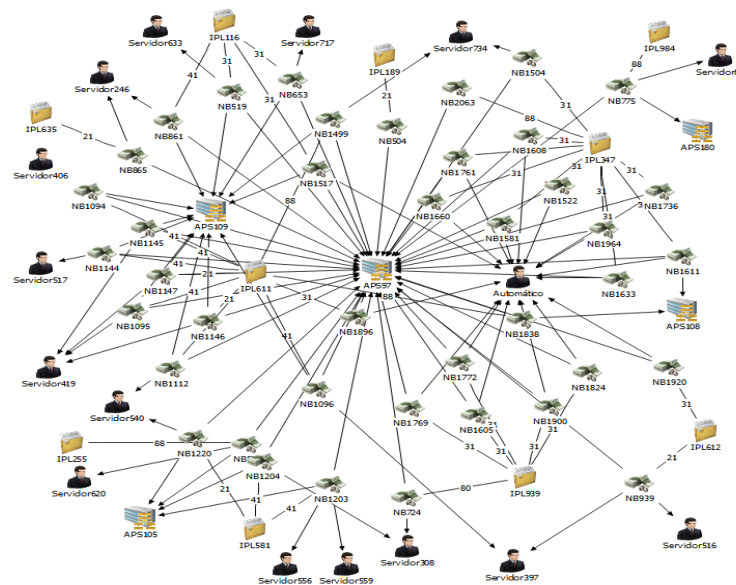 IPL116
Servidor633
Servidor717
Servidor734
IPL984
41
31
31
IPL189
NB1504
88
Servidor
Servidor246
NB653
NB775
NB519
31
21
NB2063
31
IPL635
NB861
NB1499
88
21
NB504
NB1608
31
APS180
31
IPL347
Servidor406
NB865
NB1517
NB1761
31
31
88
NB1522
31
31
NB1094
NB1660
NB1736
APS109
41
NB1145
41
NB1581
NB1964
Servidor517
NB1144
41
NB1611
21
IPL611
APS97
Automático
NB1147
NB1633
21
31
88
NB1095
NB1146
NB1896
NB1838
APS108
41
41
Servidor419
NB1112
NB1772
NB1824
NB1920
NB1096
Servidor540
NB1769
NB1605
31
NB1900
31
31
31
31
IPL612
IPL255
88
NB1220
31
21
NB1204
Servidor620
21
41
NB1203
80
IPL939
NB939
41
NB724
APS105
IPL581
Servidor516
Servidor308
Servidor556
Servidor559
Servidor397